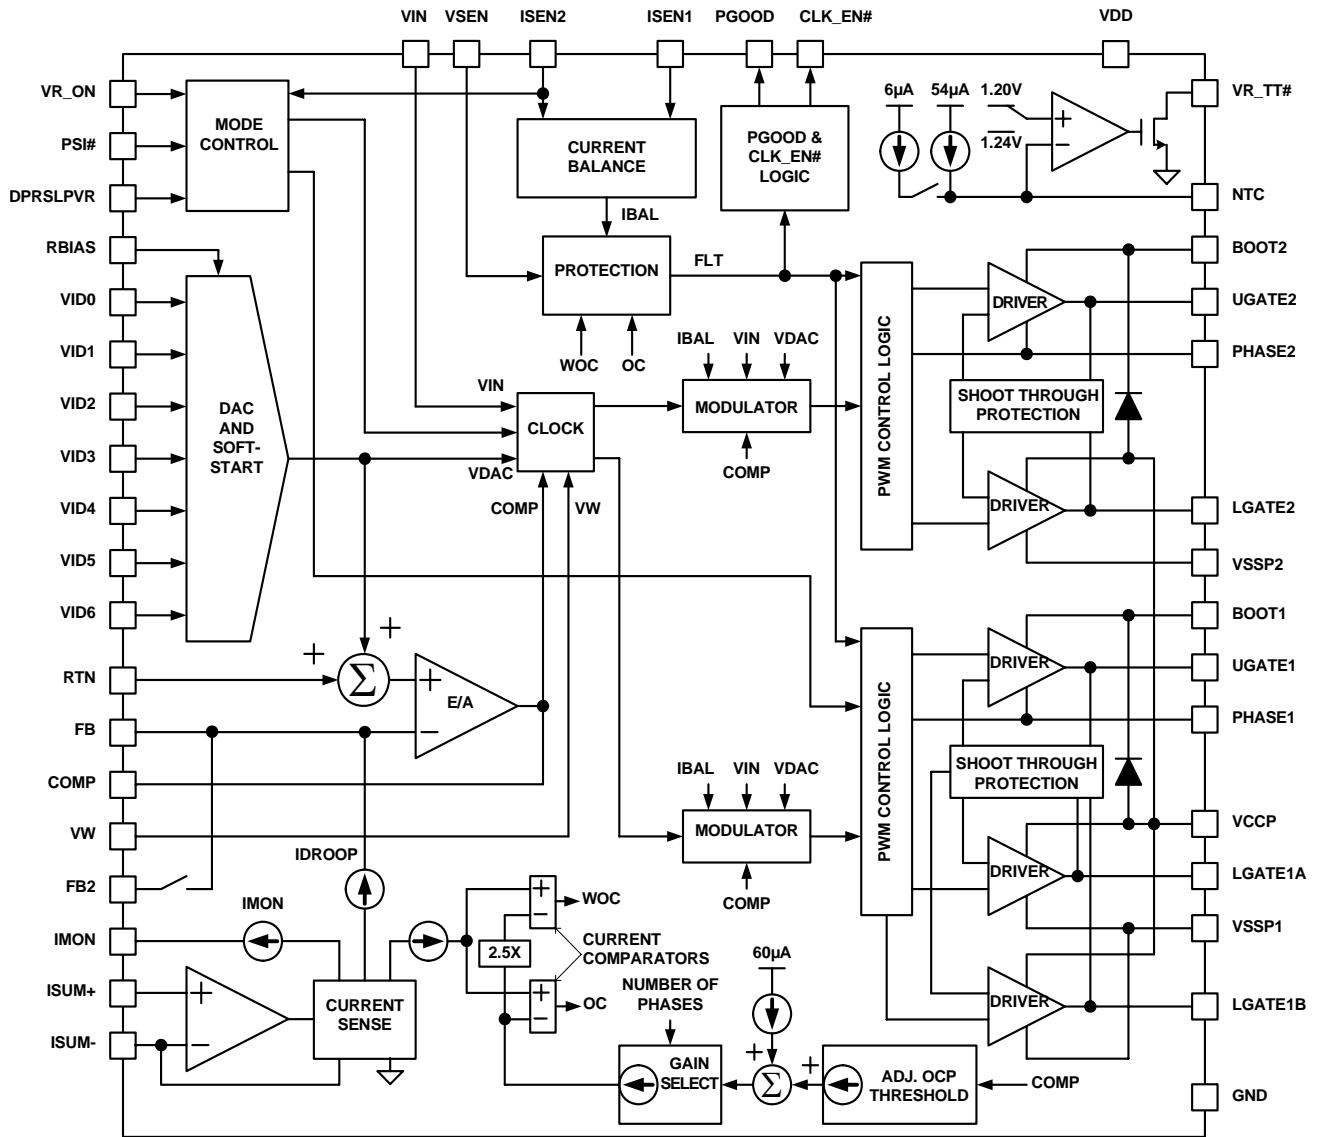 VIN
VSEN
ISEN2
ISEN1
PGOOD
CLK_EN#
VDD
VR_ON
PSI#
DPRSLPVR
RBIAS
VID0
VID1
VID2
VID3
VID4
VID5
VID6
RTN
FB
COMP
VW
FB2
IMON
ISUM+
ISUM-
MODE
CONTROL
CURRENT
BALANCE
IBAL
PROTECTION
FLT
WOC
OC
PGOOD &
CLK_EN#
LOGIC
6µA
54µA
1.20V
1.24V
+
−
VR_TT#
NTC
BOOT2
UGATE2
PHASE2
LGATE2
VSSP2
BOOT1
UGATE1
PHASE1
VCCP
LGATE1A
VSSP1
LGATE1B
GND
DAC
AND
SOFT-
START
VIN
VDAC
COMP
VW
CLOCK
IBAL
VIN
VDAC
MODULATOR
COMP
PWM CONTROL LOGIC
DRIVER
SHOOT THROUGH
PROTECTION
DRIVER
+
+
Σ
+
−
E/A
IBAL
VIN
VDAC
MODULATOR
COMP
PWM CONTROL LOGIC
DRIVER
SHOOT THROUGH
PROTECTION
DRIVER
DRIVER
IDROOP
IMON
+
−
CURRENT
SENSE
+
−
WOC
2.5X
+
−
OC
CURRENT
COMPARATORS
NUMBER OF
PHASES
60µA
GAIN
SELECT
+
Σ
+
ADJ. OCP
THRESHOLD
COMP